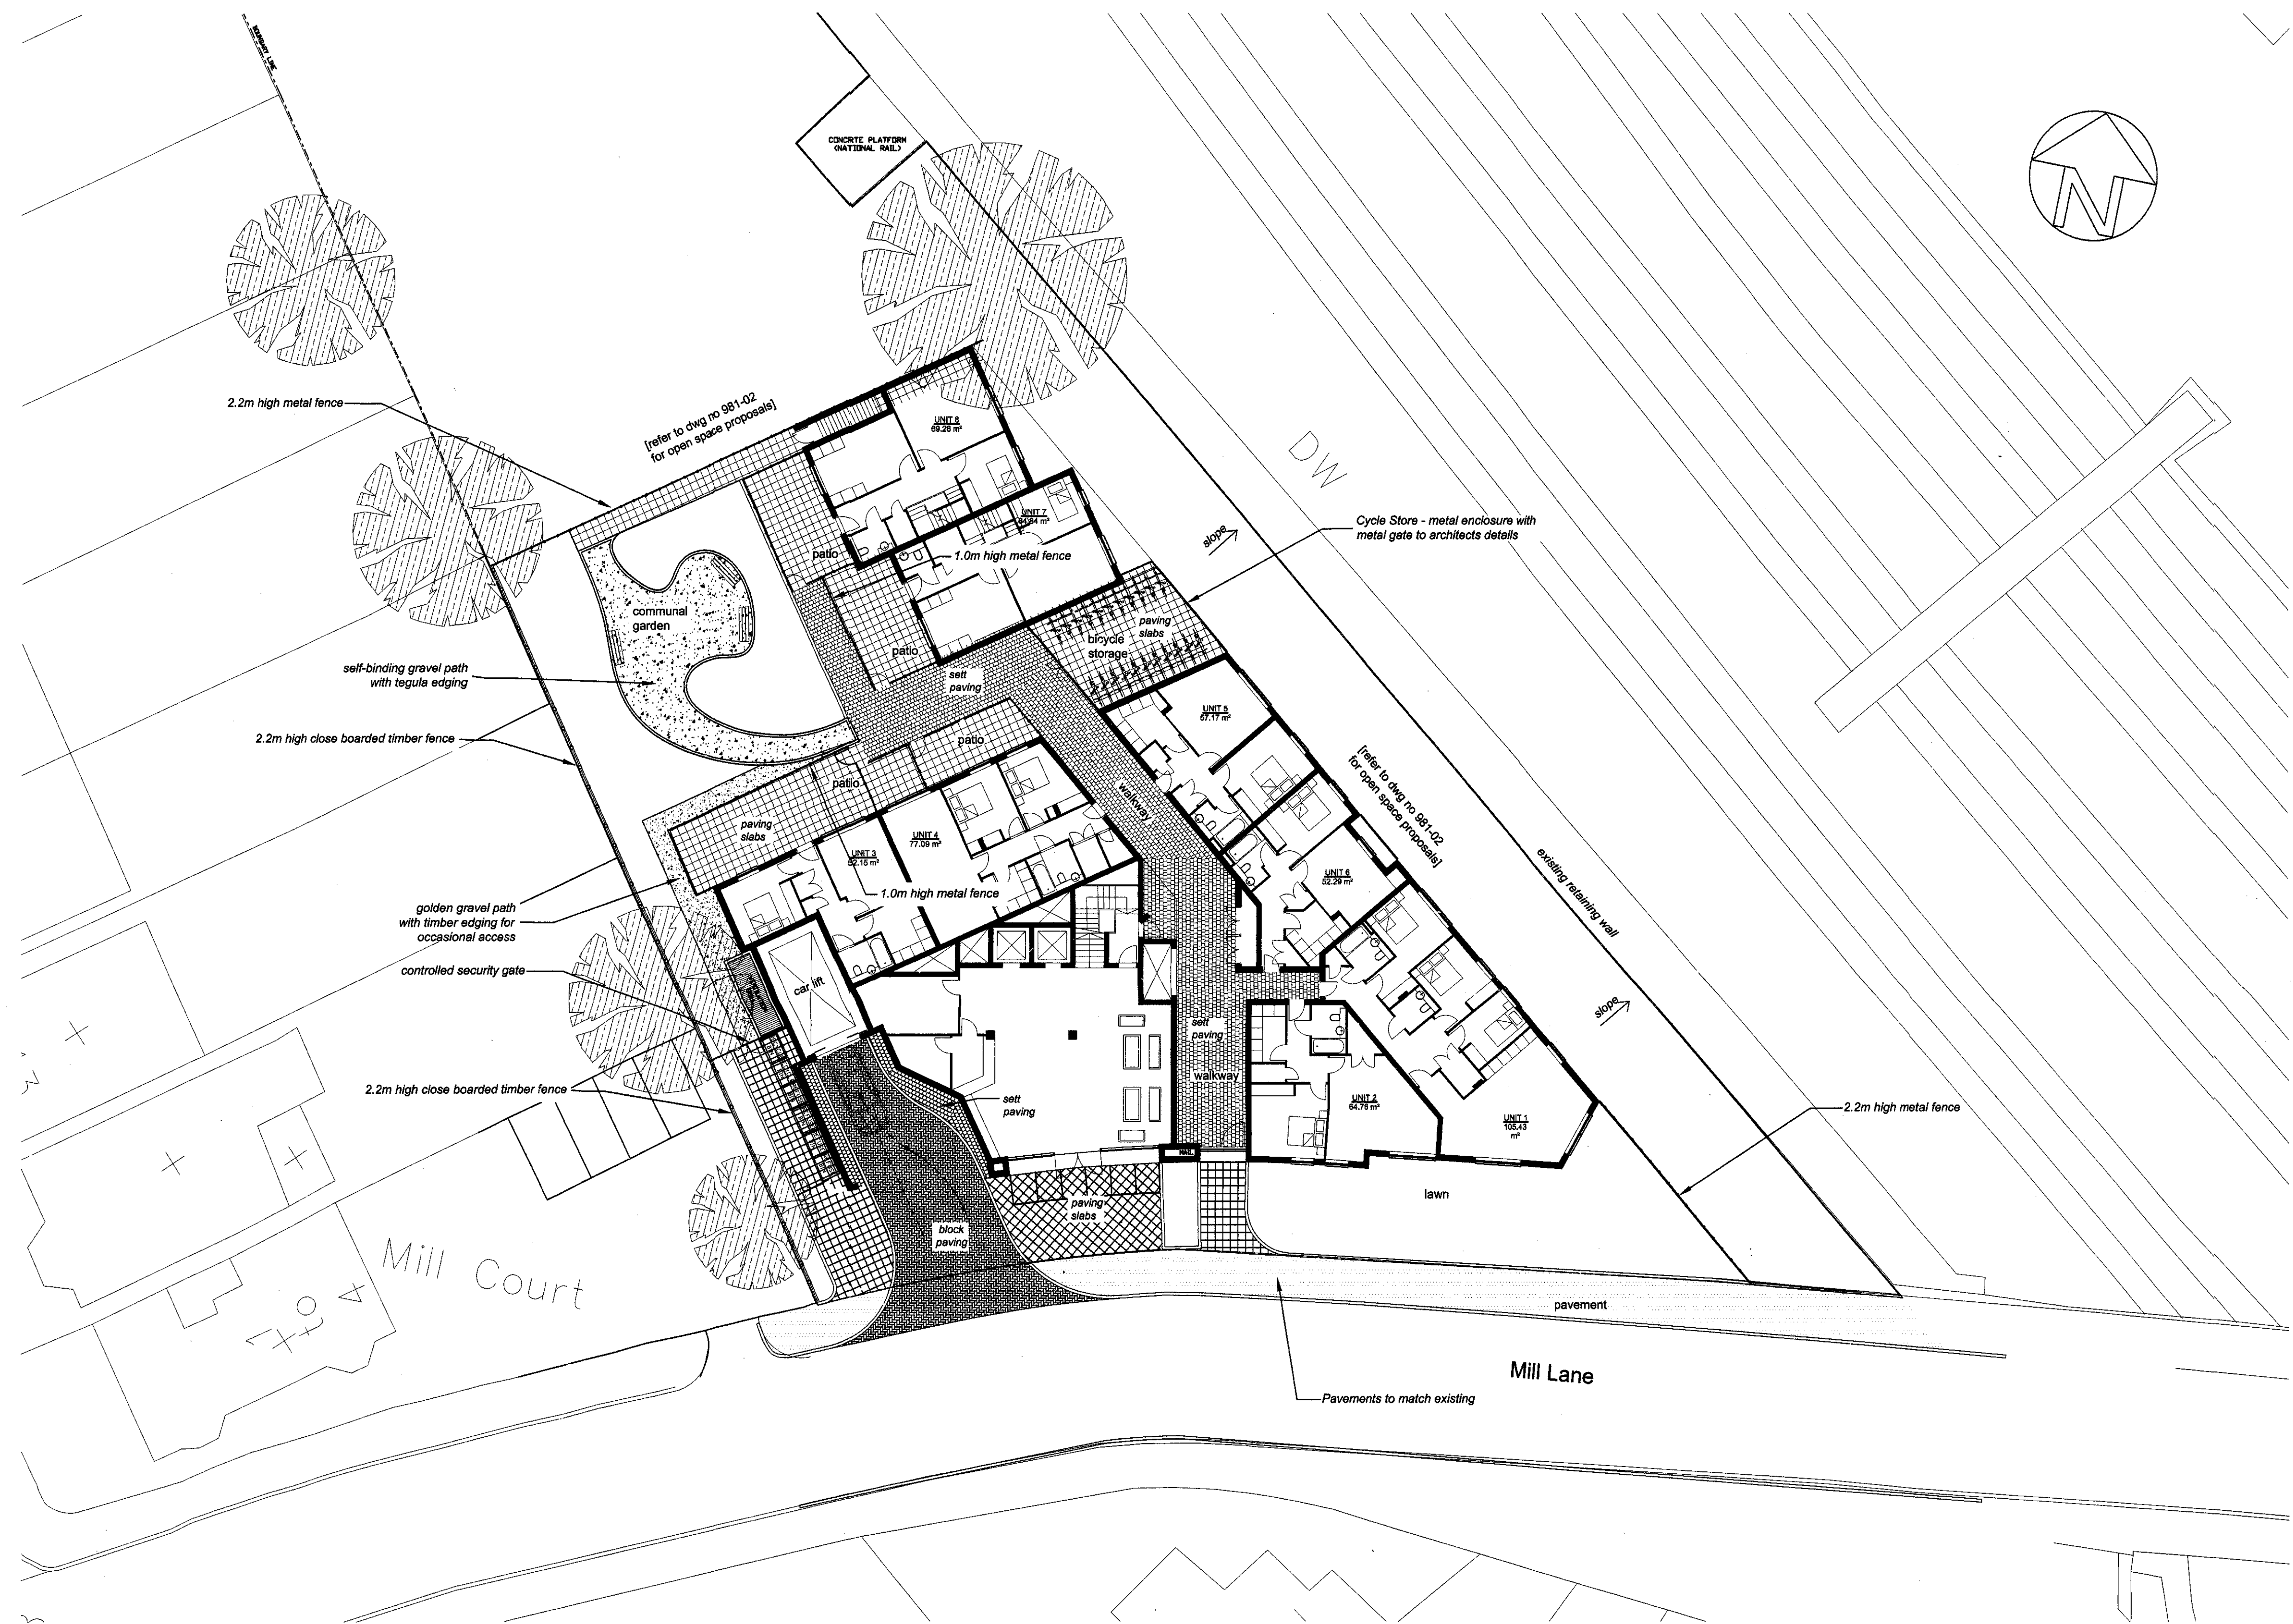 BOUNDARY LINE
CONCRTE PLATFORM
(NATIONAL RAIL)
N
2.2m high metal fence
[refer to dwg no 981-02
for open space proposals]
UNIT 8
69.28 m²
UNIT 7
patio
1.0m high metal fence
DW
slope
Cycle Store - metal enclosure with
metal gate to architects details
communal
garden
paving
slabs
bicycle
storage
patio
self-binding gravel path
with tegula edging
sett
paving
UNIT 5
57.17 m²
2.2m high close boarded timber fence
patio
patio
walkway
[refer to dwg no 981-02
for open space proposals]
paving
slabs
UNIT 4
77.09 m²
UNIT 3
52.15 m²
UNIT 6
52.29 m²
1.0m high metal fence
existing retaining wall
golden gravel path
with timber edging for
occasional access
controlled security gate
car lift
slope
sett
paving
walkway
2.2m high close boarded timber fence
sett
paving
UNIT 2
64.76 m²
UNIT 1
105.43
m²
2.2m high metal fence
MAIL
lawn
paving
slabs
block
paving
Mill Court
1 to 4
pavement
Mill Lane
Pavements to match existing